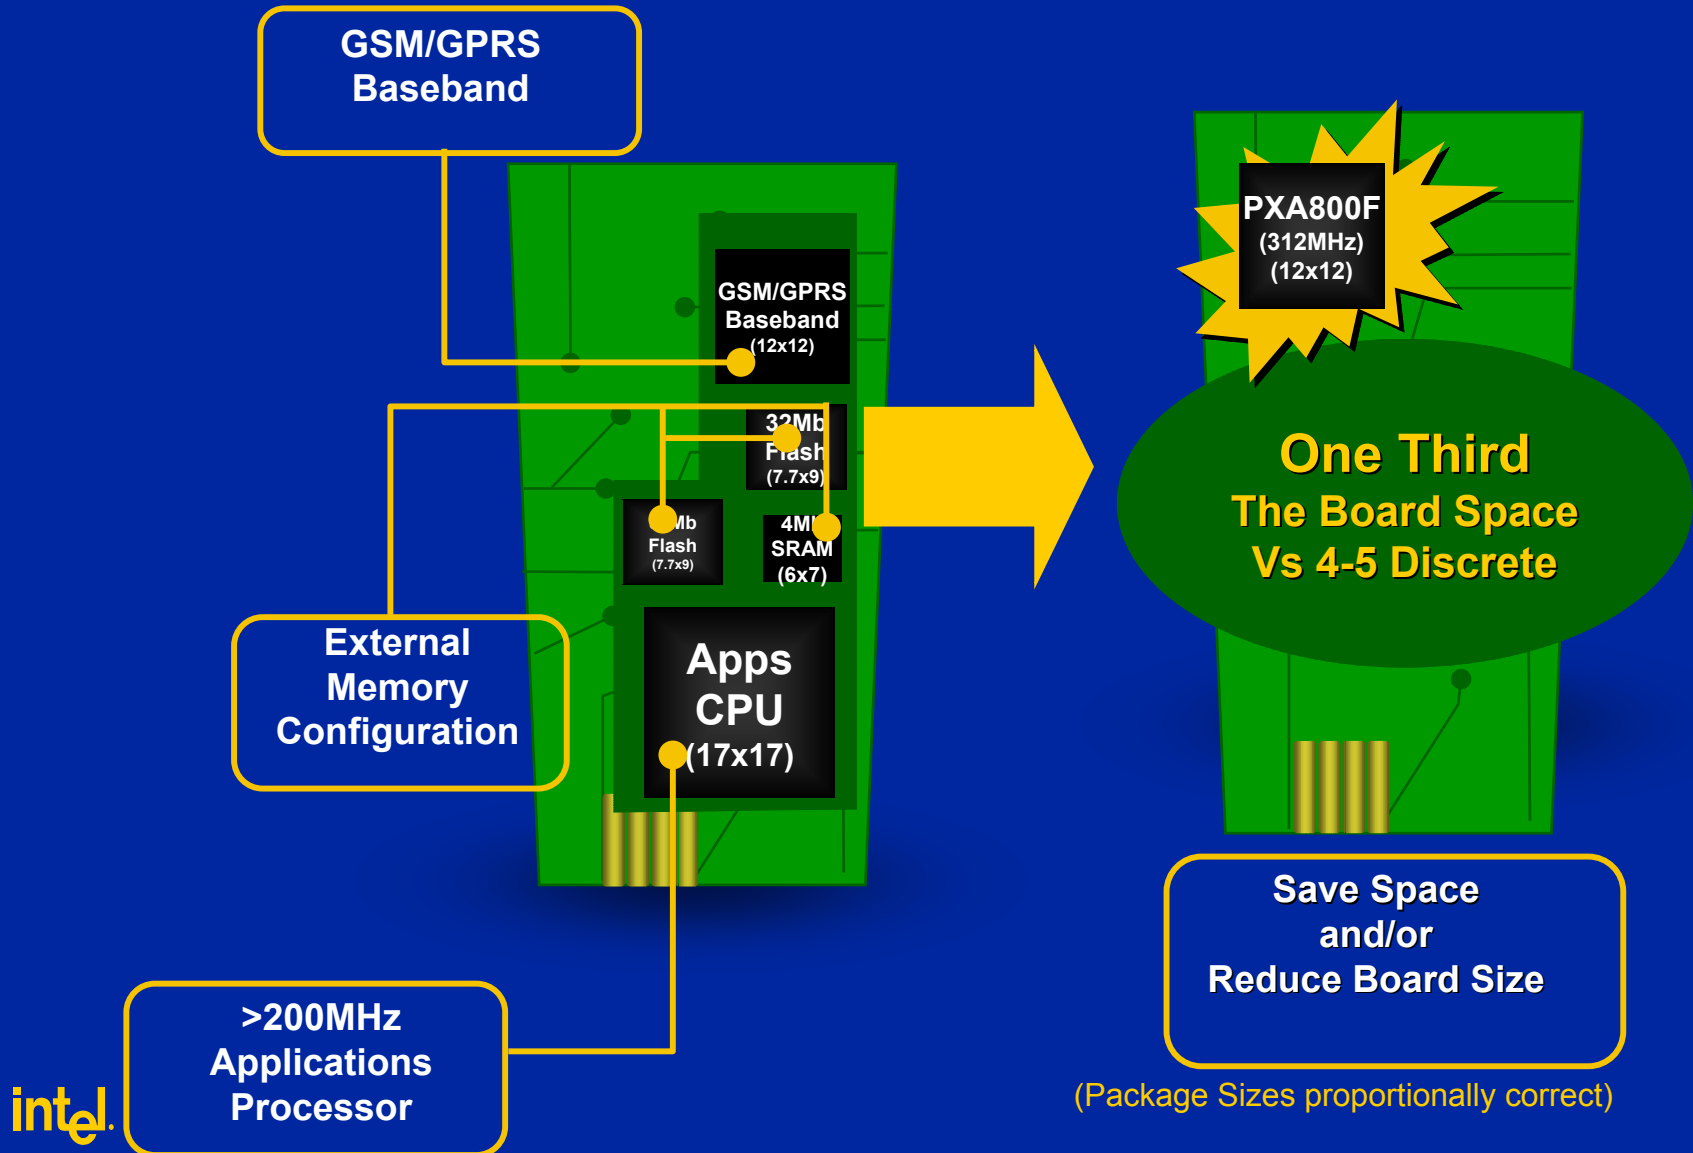 GSM/GPRS
Baseband
GSM/GPRS
Baseband
(12x12)
32Mb
Flash
(7.7x9)
Mb
Flash
(7.7x9)
SRAM
(6x7)
Apps
CPU
(17x17)
External
Memory
Configuration
>200MHz
Applications
Processor
PXA800F
(312MHz)
(12x12)
One Third
The Board Space
Vs 4-5 Discrete
Save Space
and/or
Reduce Board Size
(Package Sizes proportionally correct)
intel.